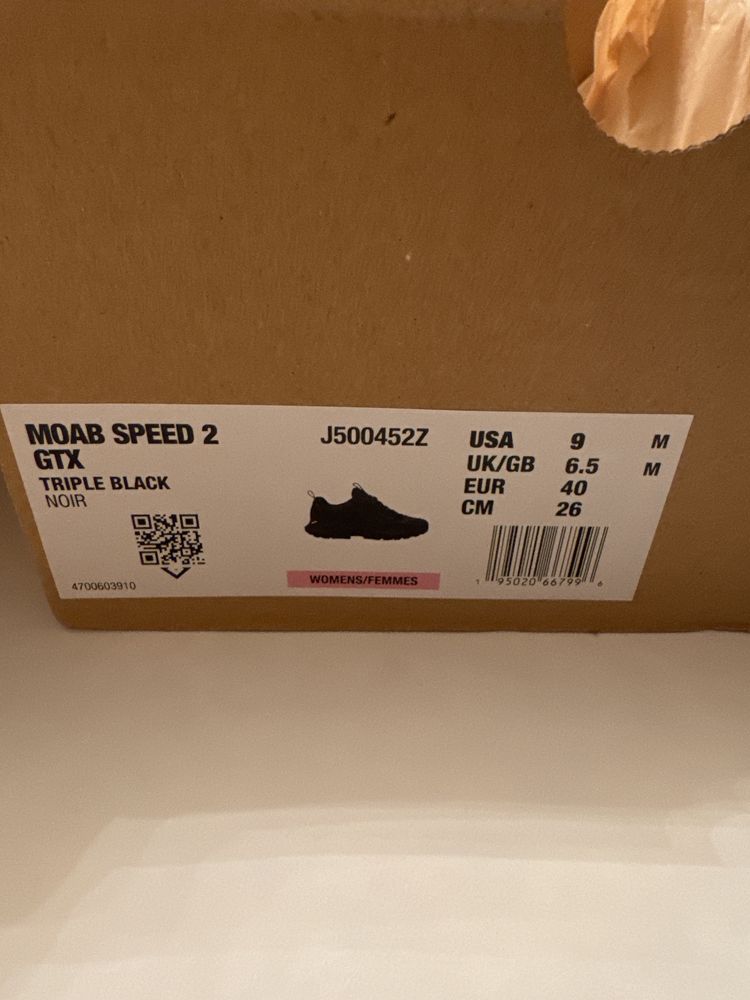 MOAB SPEED 2
GTX
TRIPLE BLACK
NOIR
4700603910
J500452Z
WOMENS/FEMMES
USA 9 M
UK/GB 6.5 M
EUR 40
CM 26
1 95020 66799 6